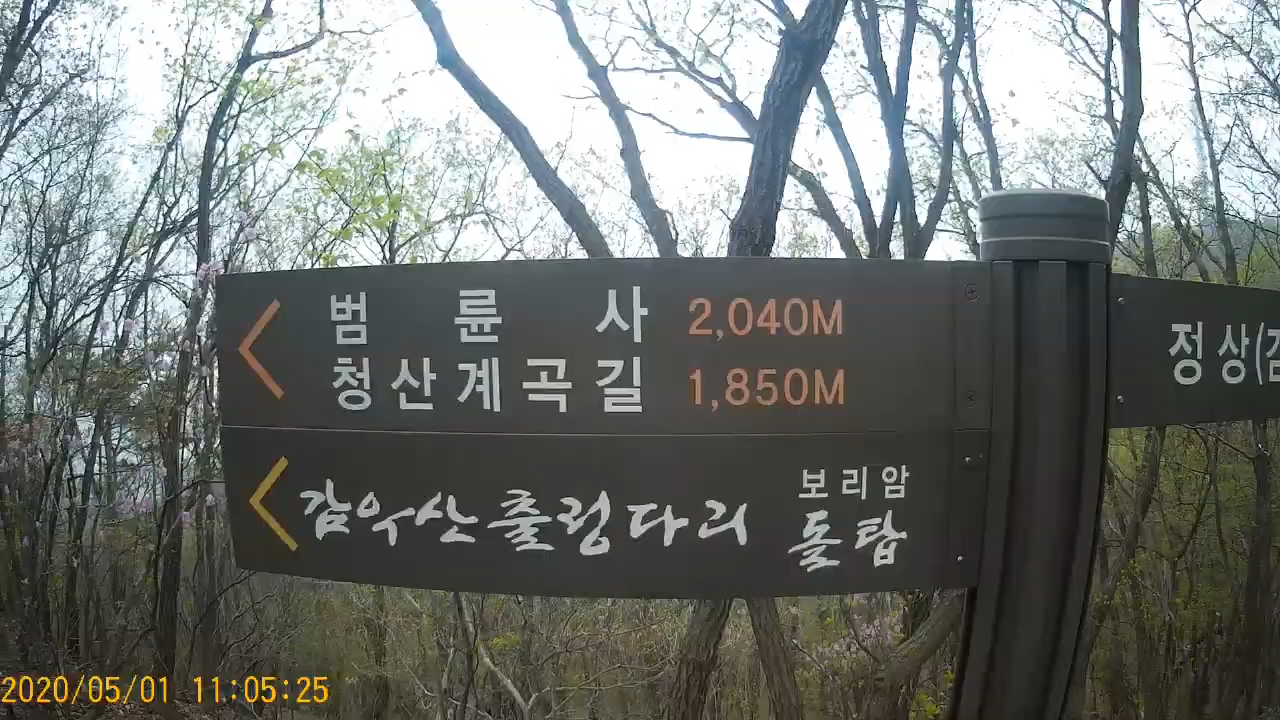 범륜사 2,040M
청산계곡길 1,850M
감악산출렁다리 보리암
돌탑
정상(감
2020/05/01 11:05:25